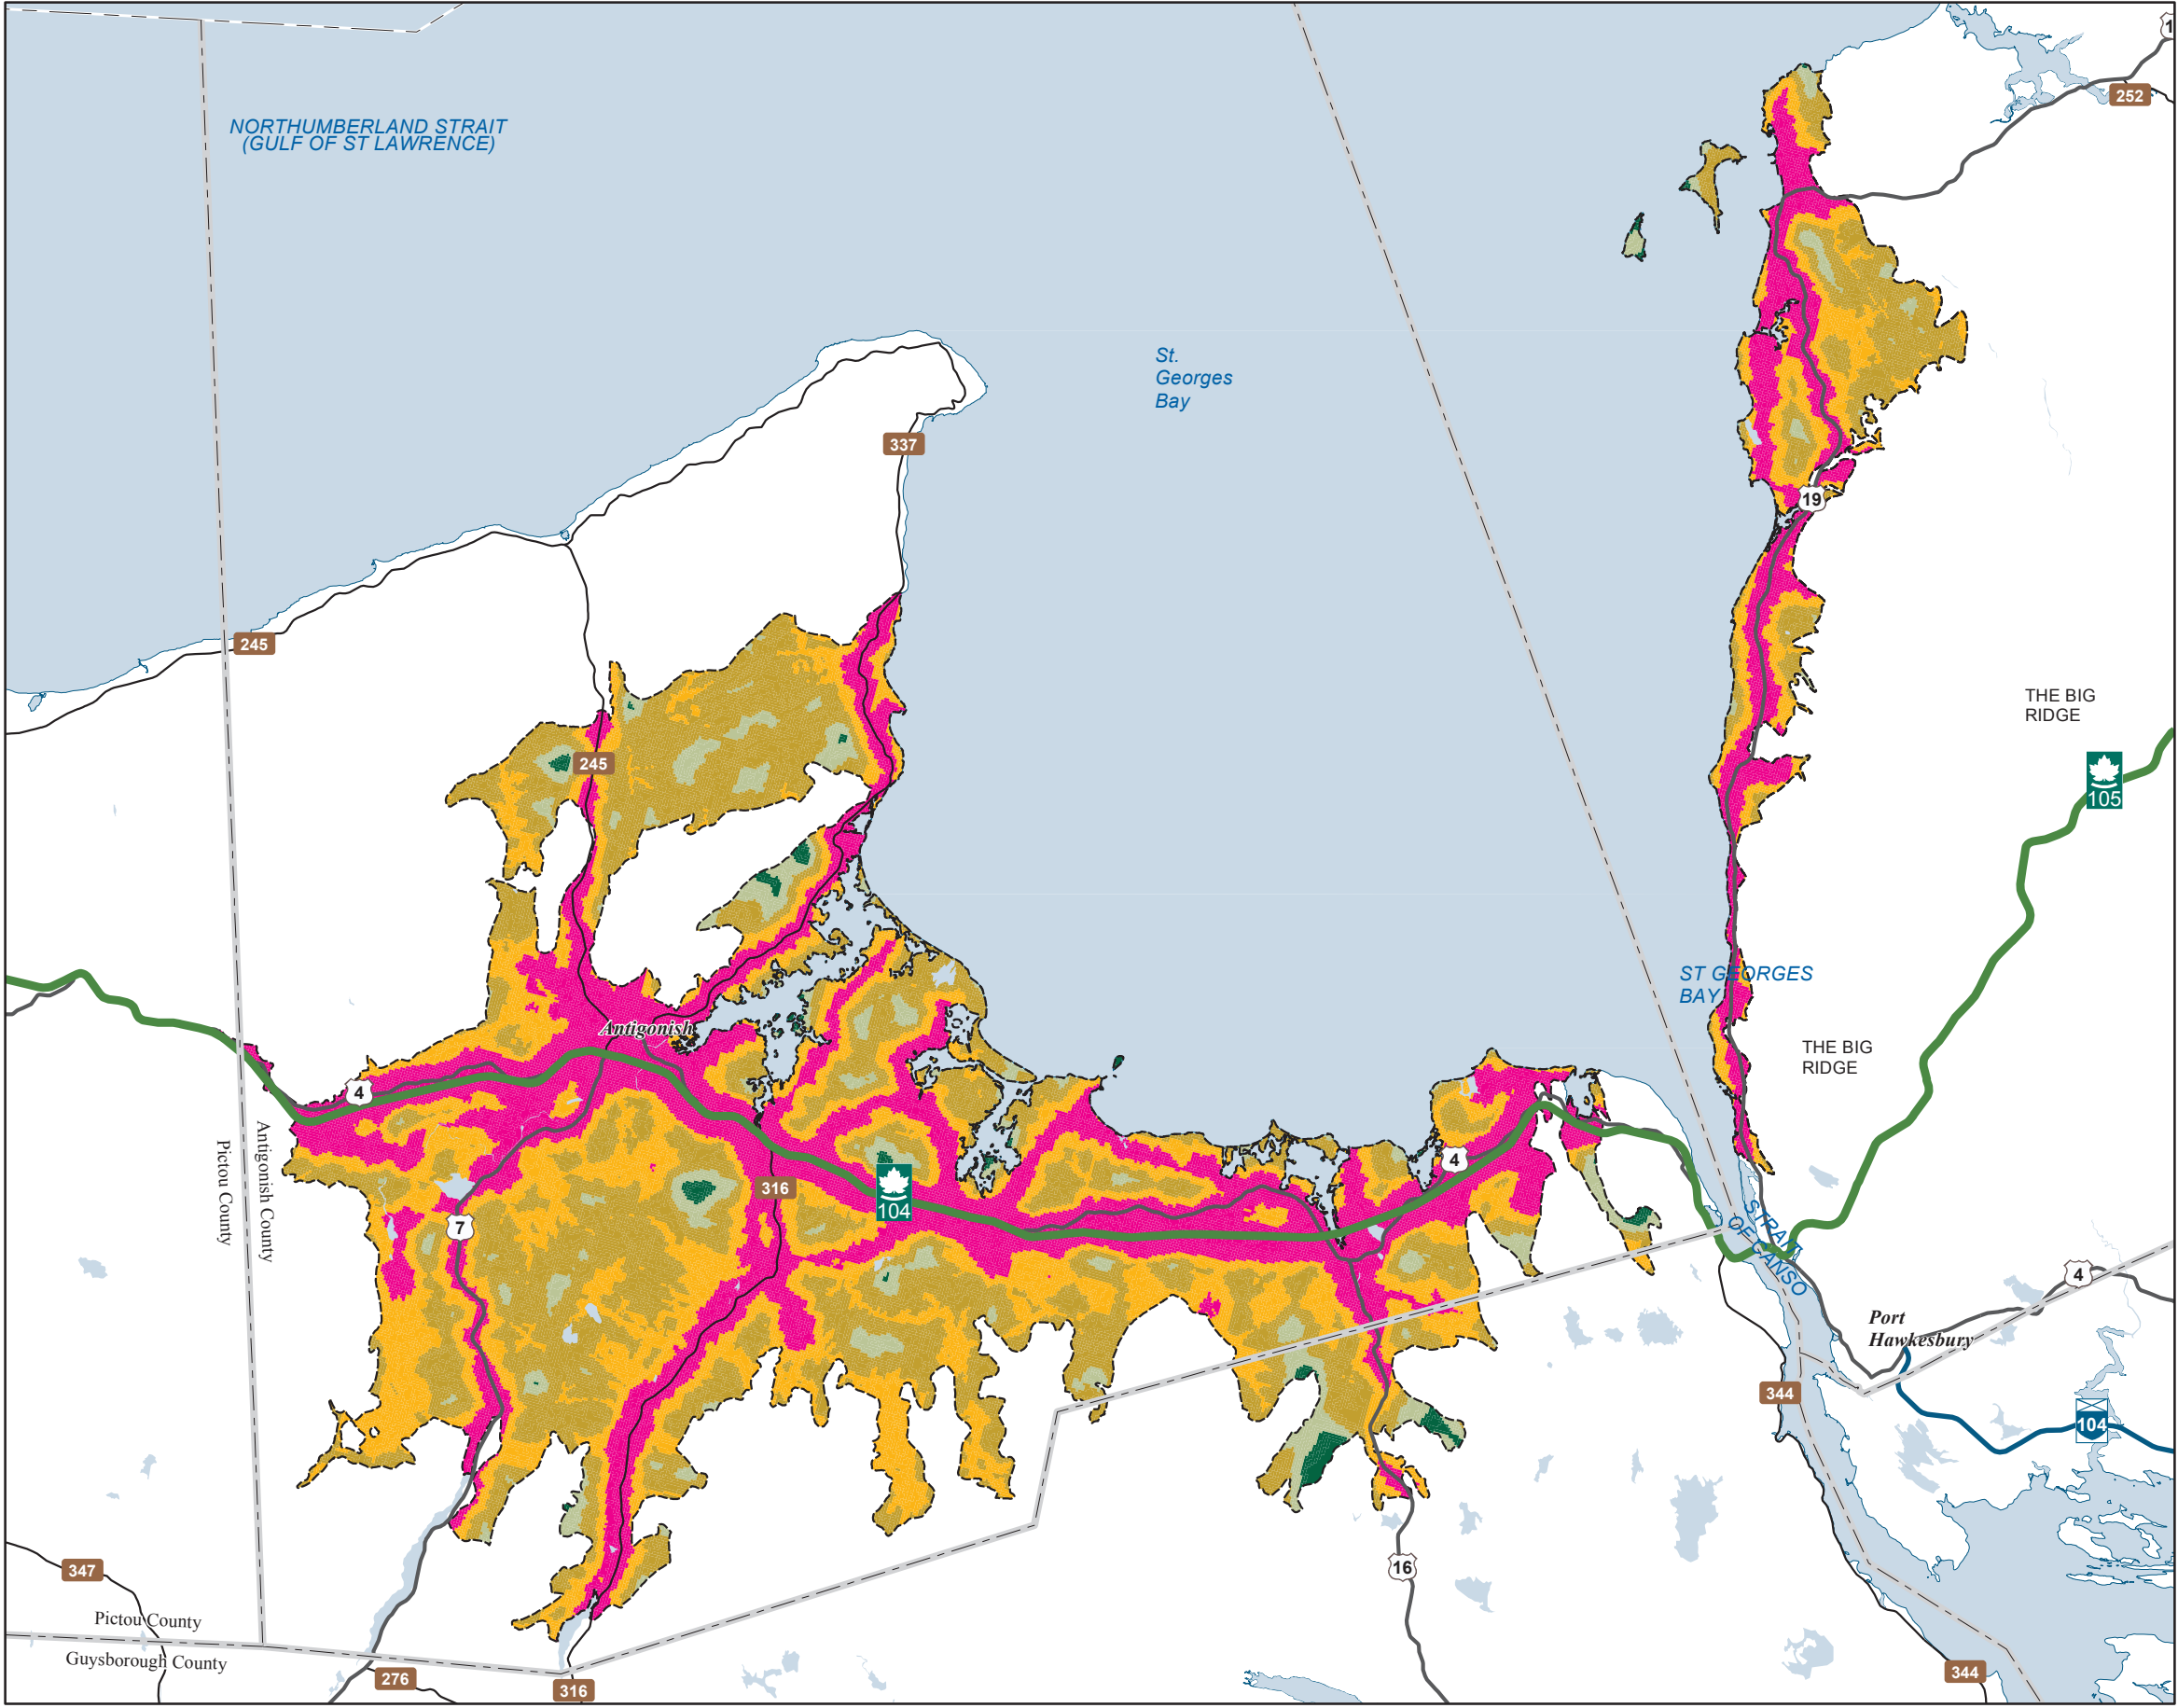 1
252
NORTHUMBERLAND STRAIT
(GULF OF ST LAWRENCE)
St.
Georges
Bay
337
19
245
THE BIG
RIDGE
245
105
ST GEORGES
BAY
Antigonish
THE BIG
RIDGE
4
Antigonish County
Pictou County
4
316
104
7
STRAIT
OF CANSO
4
Port
Hawkesbury
344
104
16
347
Pictou County
Guysborough County
276
316
344